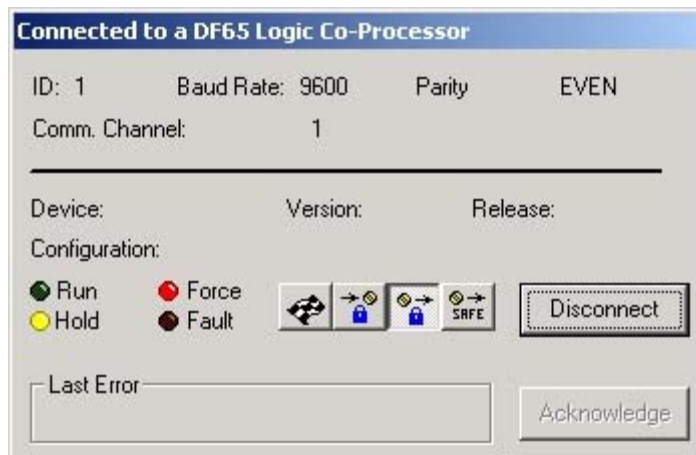 Connected to a DF65 Logic Co-Processor
ID: 1 Baud Rate: 9600 Parity EVEN
Comm. Channel: 1
Device: Version: Release:
Configuration:
Run Force
Hold Fault
SAFE
Disconnect
Last Error
Acknowledge